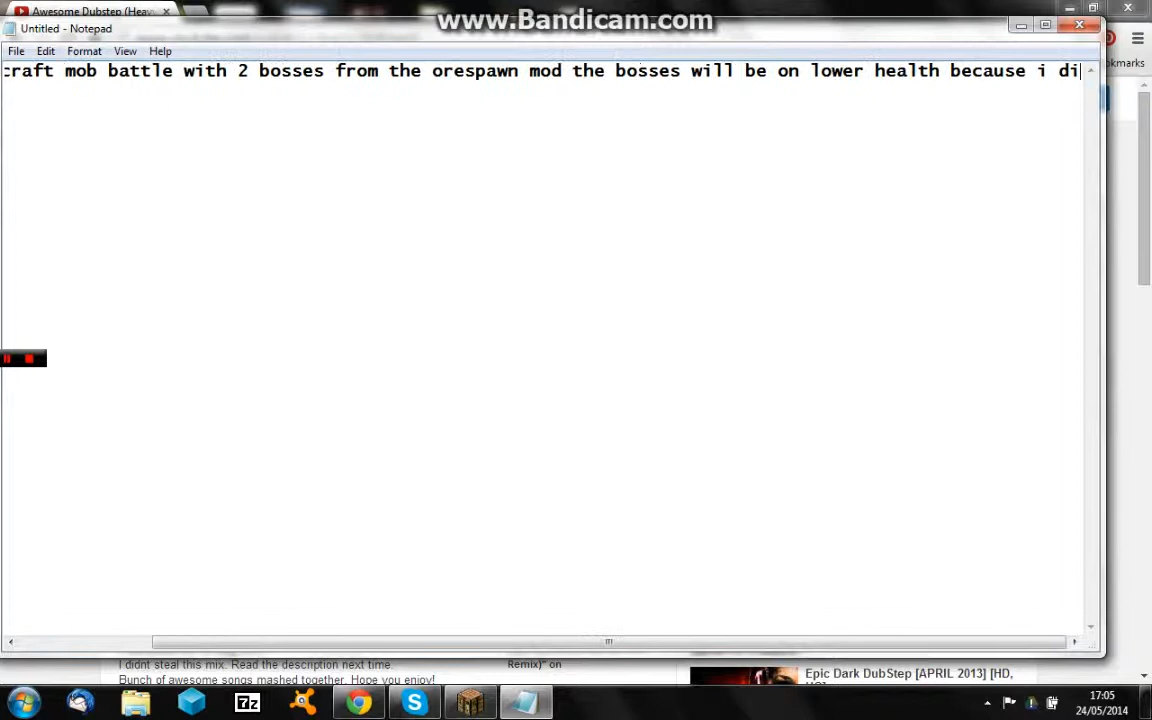 Awesome Dubstep (Heav
www.Bandicam.com
Untitled - Notepad
File Edit Format View Help
okmarks
craft mob battle with 2 bosses from the orespawn mod the bosses will be on lower health because i di
I didnt steal this mix. Read the description next time.
Bunch of awesome songs mashed together. Hope you enjoy!
Remix)" on
Epic Dark DubStep [APRIL 2013] [HD,
7z
17:05
24/05/2014